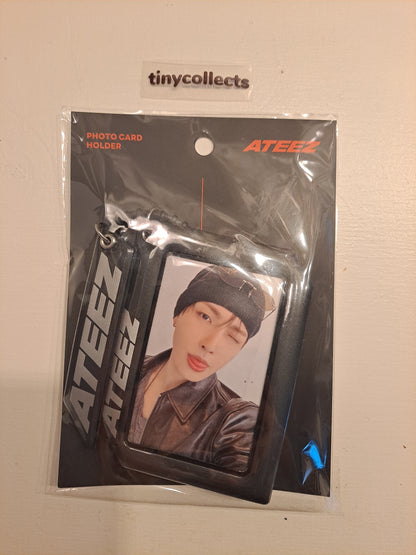 tinycollects
PHOTO CARD
HOLDER
ATEEZ
ATEEZ
ATEEZ